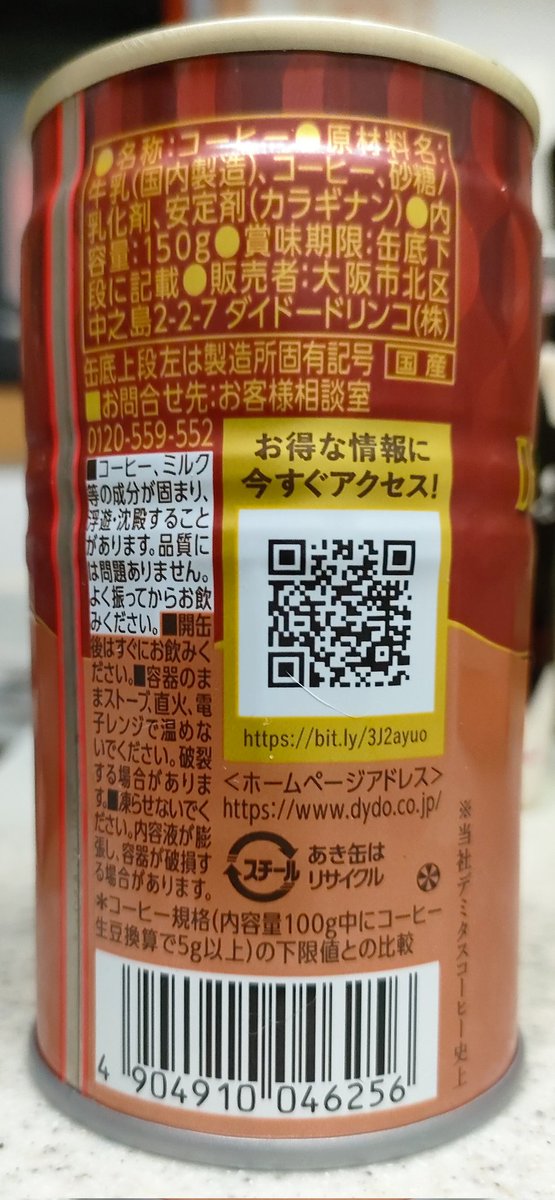 ●名称:コーヒー●原材料名:
牛乳(国内製造)、コーヒー、砂糖/
乳化剤、安定剤(カラギナン)●内
容量:150g●賞味期限:缶底下
段に記載●販売者:大阪市北区
中之島2-2-7 ダイドードリンコ(株)
缶底上段左は製造所固有記号 国産
■お問合せ先:お客様相談室
0120-559-552
■コーヒー、ミルク
等の成分が固まり、
浮遊・沈殿すること
があります。品質に
は問題ありません。
よく振ってからお飲
みください。■開缶
後はすぐにお飲みく
ださい。■容器のま
まストーブ、直火、電
子レンジで温めな
いでください。破裂
する場合がありま
す。■凍らせないでく
ださい。内容液が膨
張し、容器が破損す
る場合があります。
お得な情報に
今すぐアクセス!
https://bit.ly/3J2ayuo
<ホームページアドレス>
https://www.dydo.co.jp/
スチール
あき缶は
リサイクル
*コーヒー規格(内容量100g中にコーヒー
生豆換算で5g以上)の下限値との比較
※当社デミタスコーヒー史上
4 904910 046256